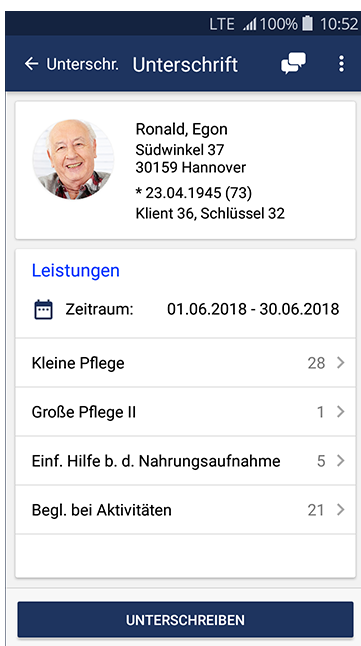 LTE 100% 10:52
← Unterschr. Unterschrift
Ronald, Egon
Südwinkel 37
30159 Hannover
* 23.04.1945 (73)
Klient 36, Schlüssel 32
Leistungen
Zeitraum: 01.06.2018 - 30.06.2018
Kleine Pflege 28 >
Große Pflege II 1 >
Einf. Hilfe b. d. Nahrungsaufnahme 5 >
Begl. bei Aktivitäten 21 >
UNTERSCHREIBEN